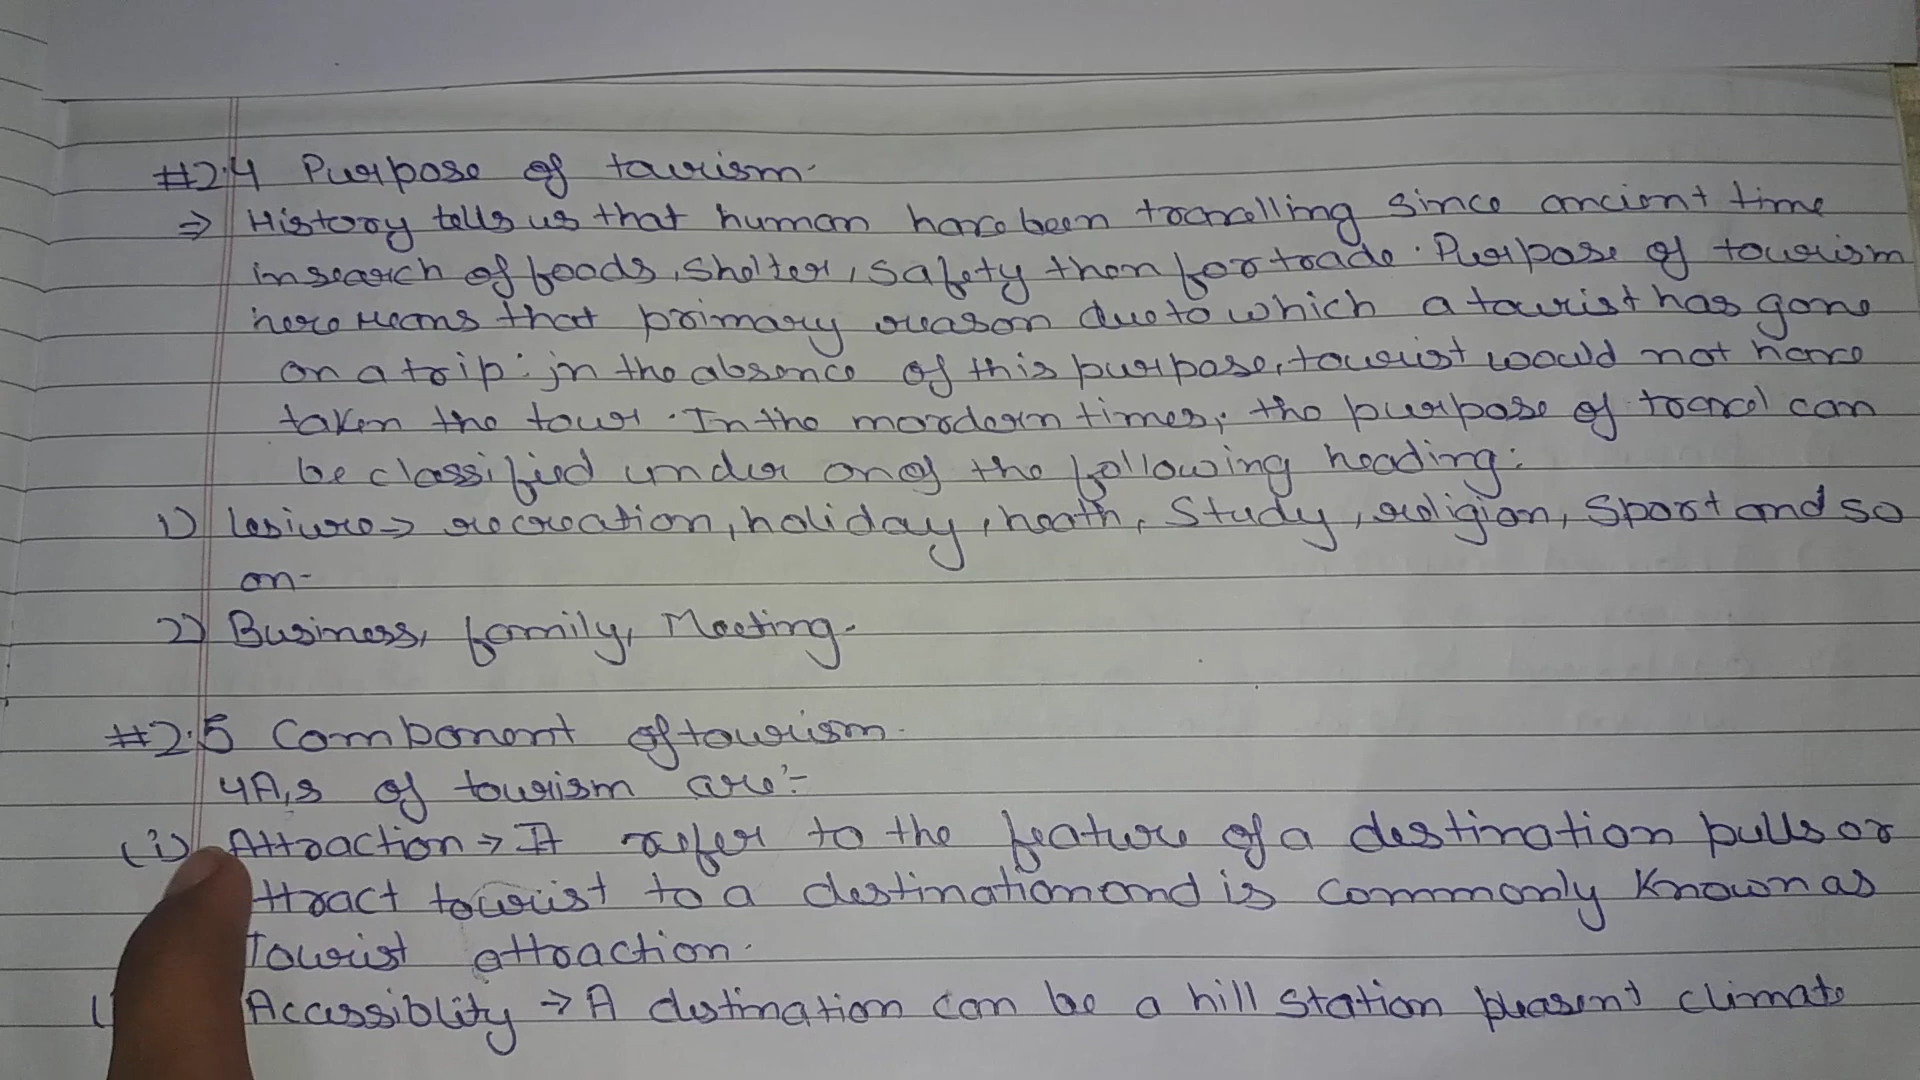 #2.4 Purpose of tourism.
⇒ History tells us that human have been travelling since ancient time
in search of foods, shelter, safety then for trade. Purpose of tourism
here means that primary reason due to which a tourist has gone
on a trip: in the absence of this purpose, tourist would not have
taken the tour. In the mordern times, the purpose of travel can
be classified under on of the following heading:
1) Lesiure → recreation, holiday, heath, Study, religion, Sport and so
on-
2) Business, family, Meeting.
#2.5 Component of tourism.
4A,s of tourism are:-
(i) Attraction → It refer to the feature of a destination pulls or
ttract tourist to a destination and is commonly known as
Tourist attraction.
( Accessiblity → A destination can be a hill station pleasent climate